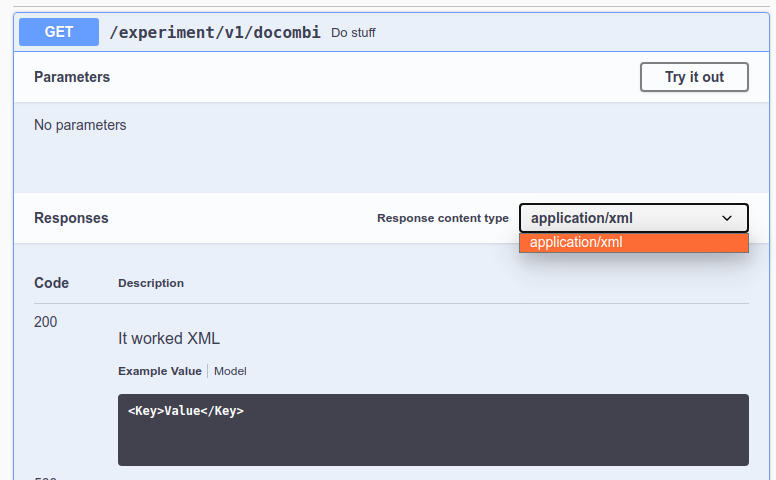 GET /experiment/v1/docombi Do stuff
Parameters Try it out
No parameters
Responses Response content type application/xml
application/xml
Code Description
200
It worked XML
Example Value Model
<Key>Value</Key>